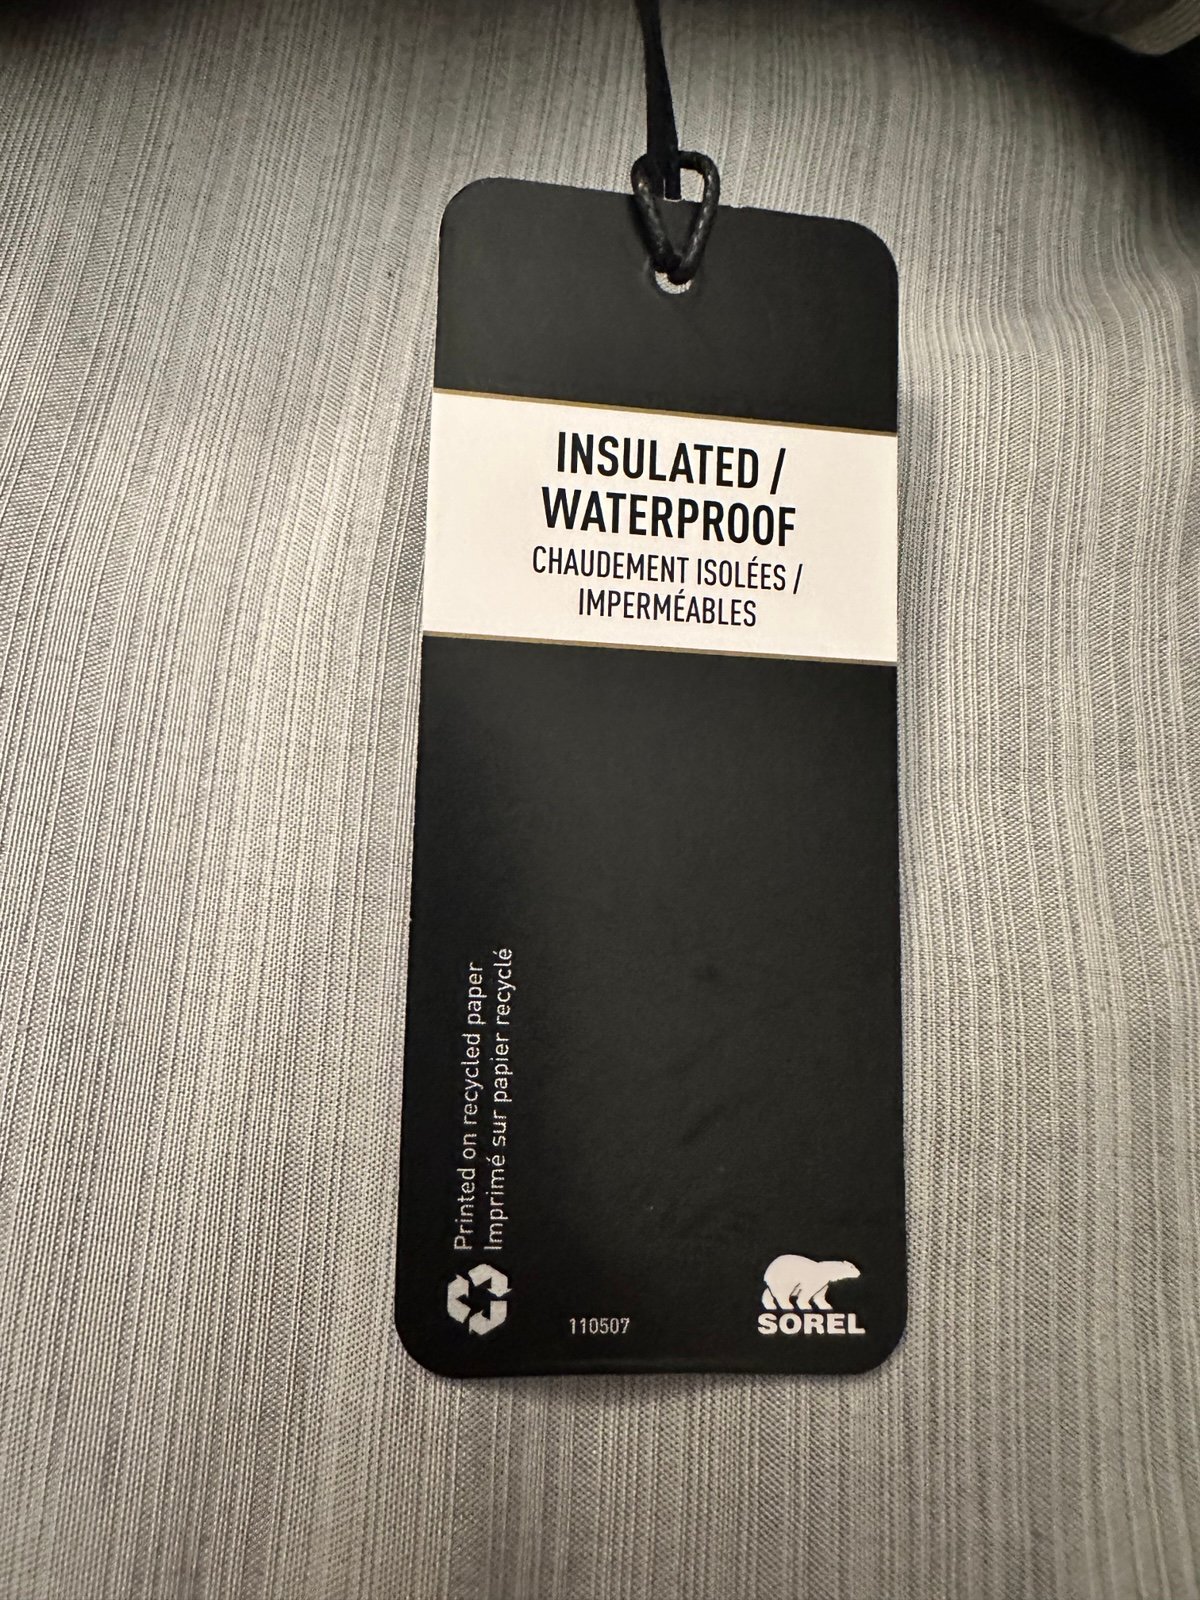 INSULATED /
WATERPROOF
CHAUDEMENT ISOLÉES /
IMPERMÉABLES
Printed on recycled paper
Imprimé sur papier recyclé
110507
SOREL